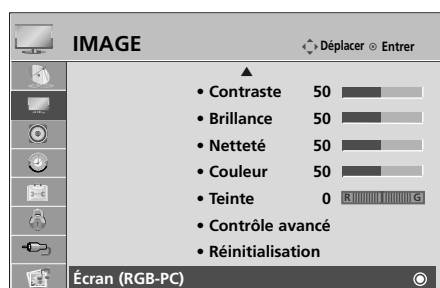 IMAGE Déplacer Entrer
• Contraste 50
• Brillance 50
• Netteté 50
• Couleur 50
• Teinte 0 R G
• Contrôle avancé
• Réinitialisation
Écran (RGB-PC)